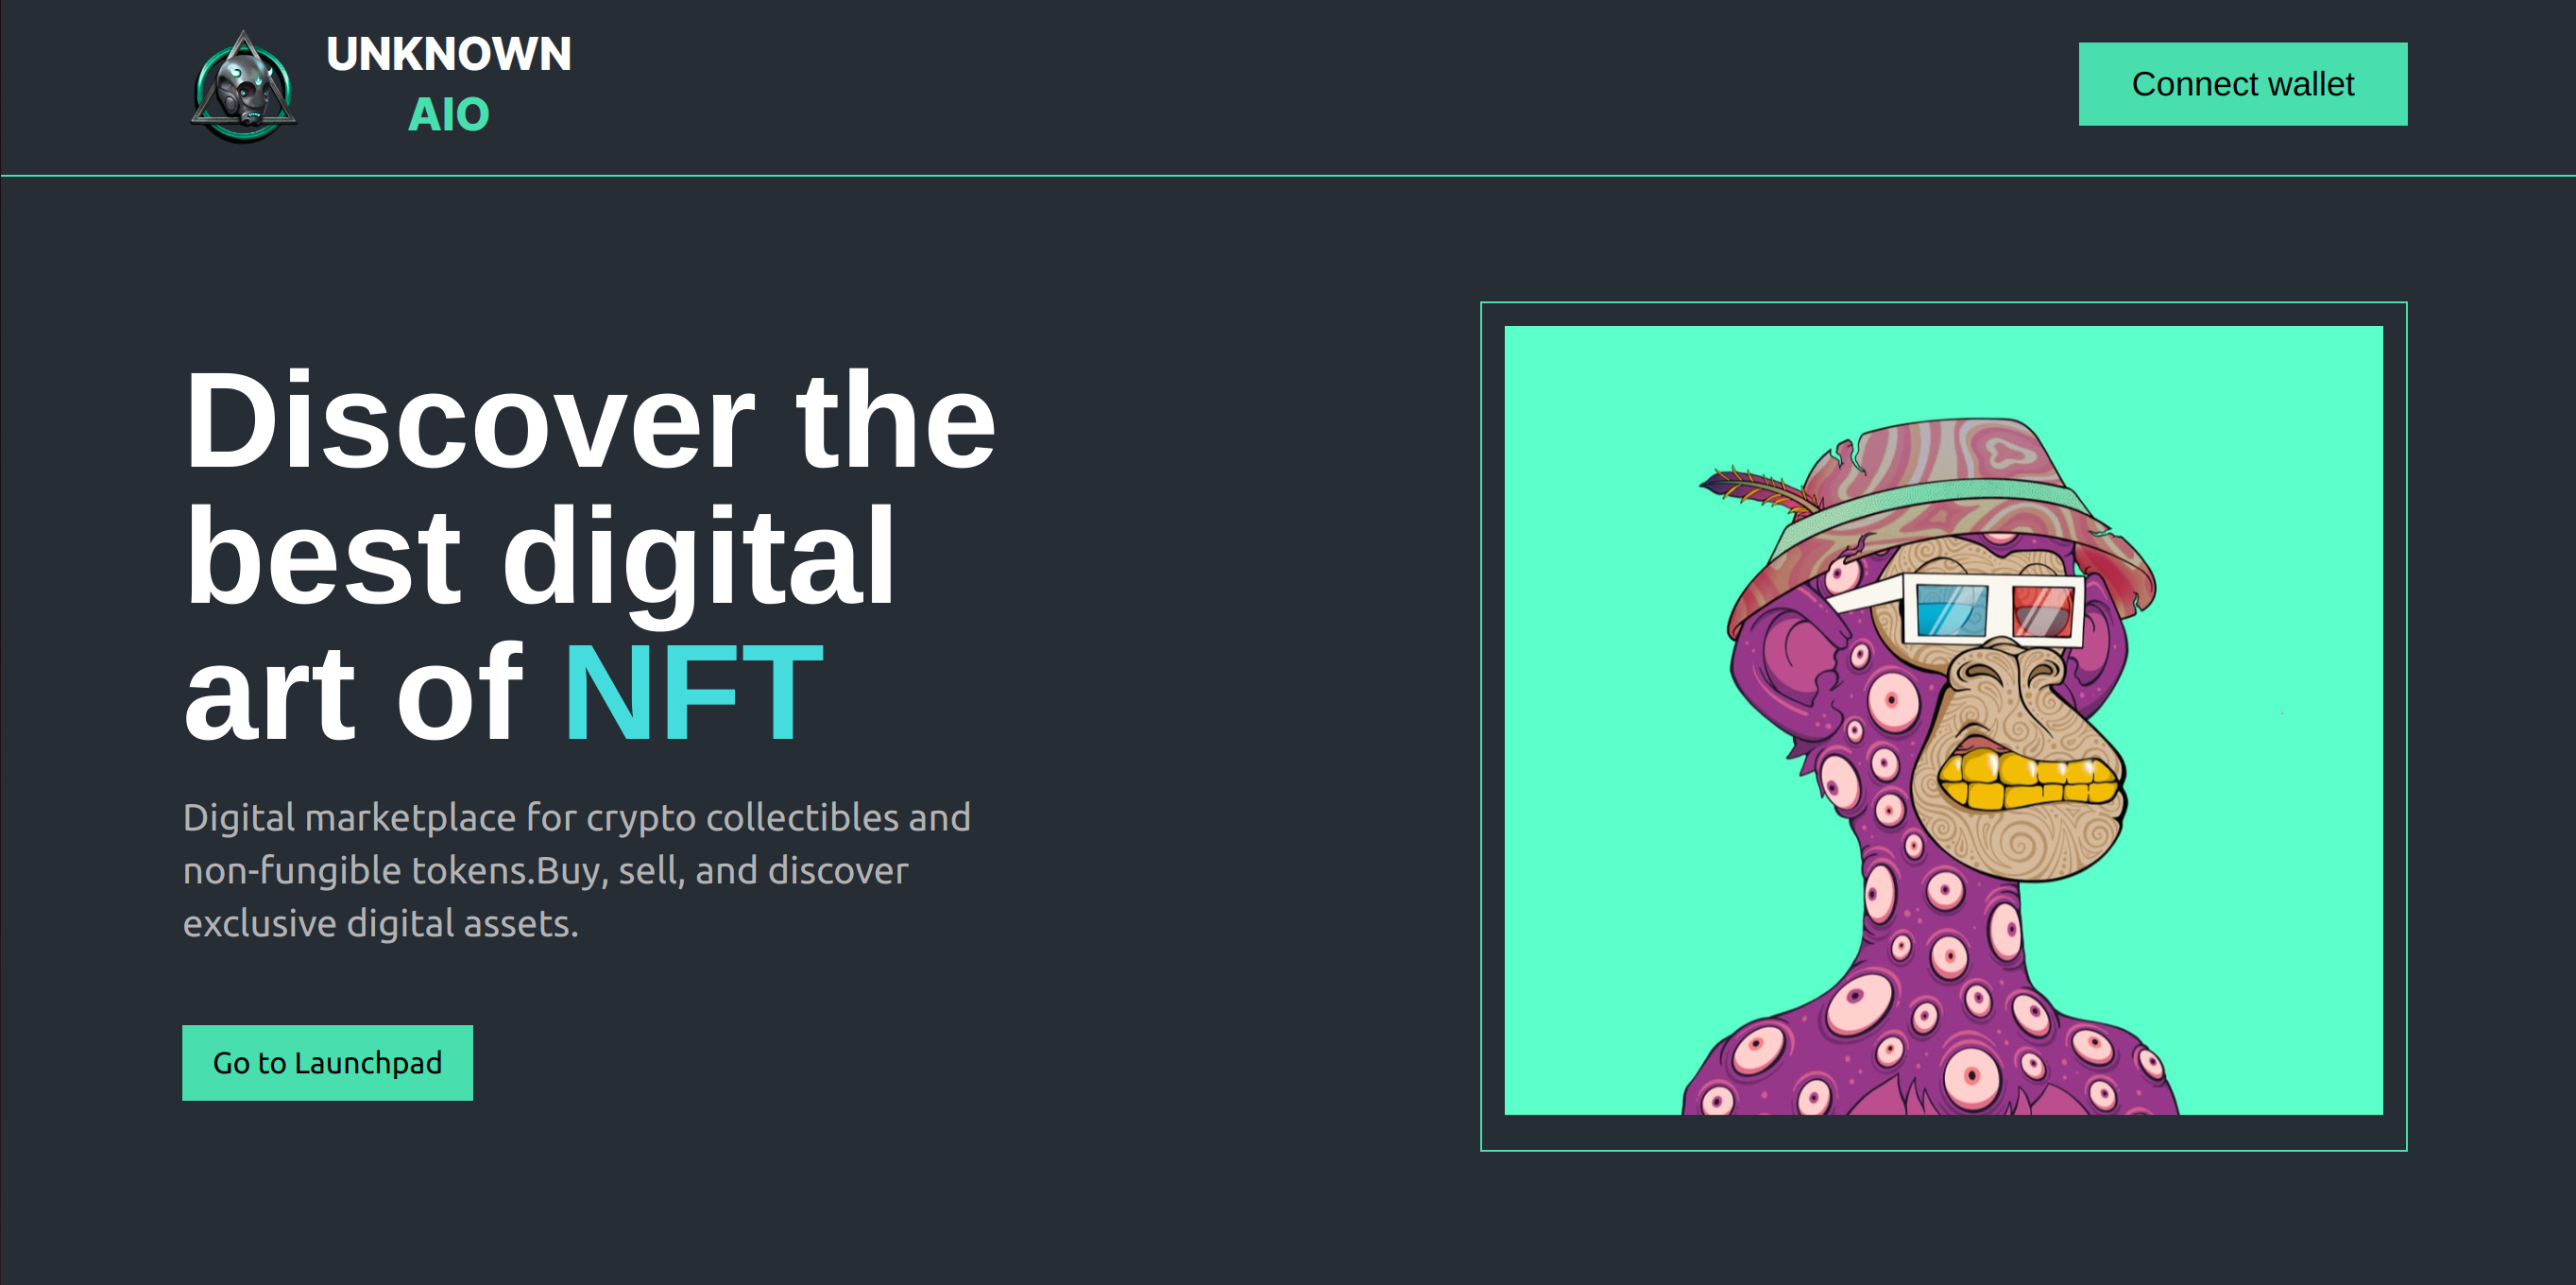 UNKNOWN
AIO
Connect wallet
Discover the
best digital
art of NFT
Digital marketplace for crypto collectibles and
non-fungible tokens.Buy, sell, and discover
exclusive digital assets.
Go to Launchpad